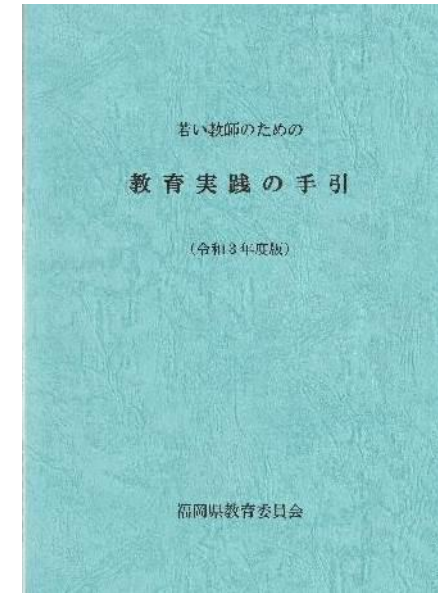 若い教師のための
教育実践の手引
（令和３年度版）
福岡県教育委員会